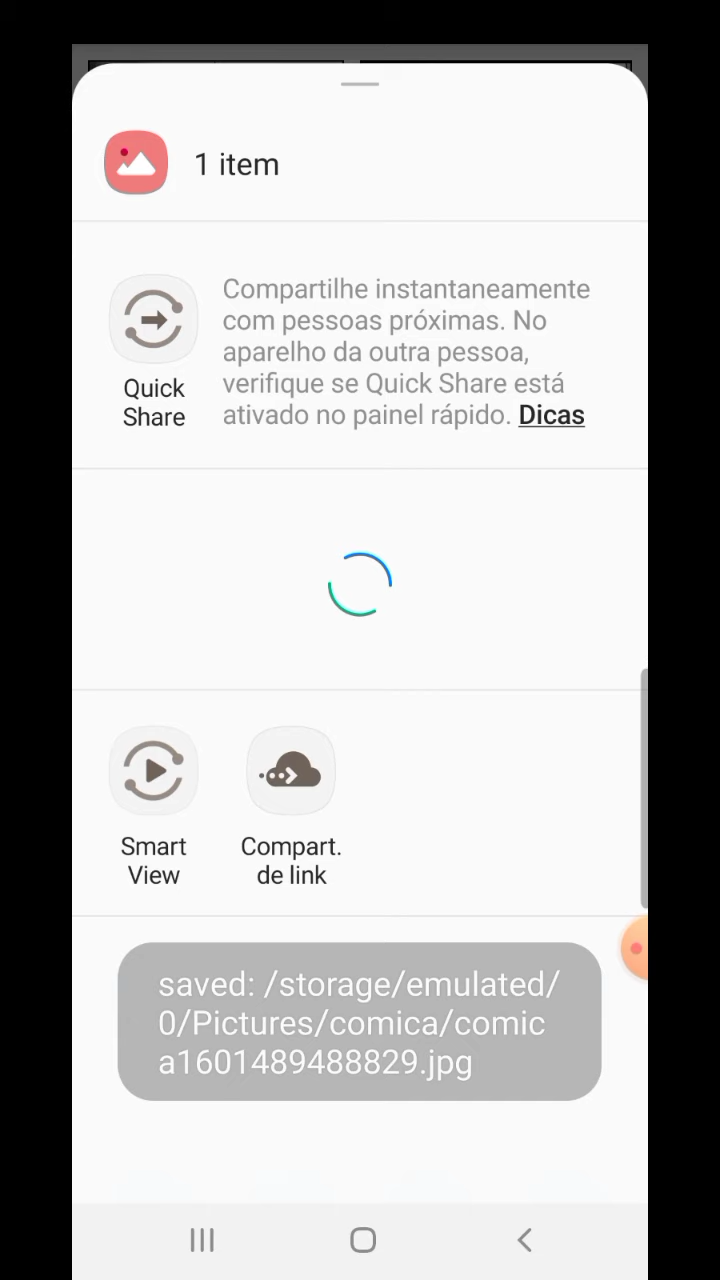 1 item
Compartilhe instantaneamente
com pessoas próximas. No
aparelho da outra pessoa,
verifique se Quick Share está
ativado no painel rápido. Dicas
Quick
Share
Smart
View
Compart.
de link
saved: /storage/emulated/
0/Pictures/comica/comic
a1601489488829.jpg